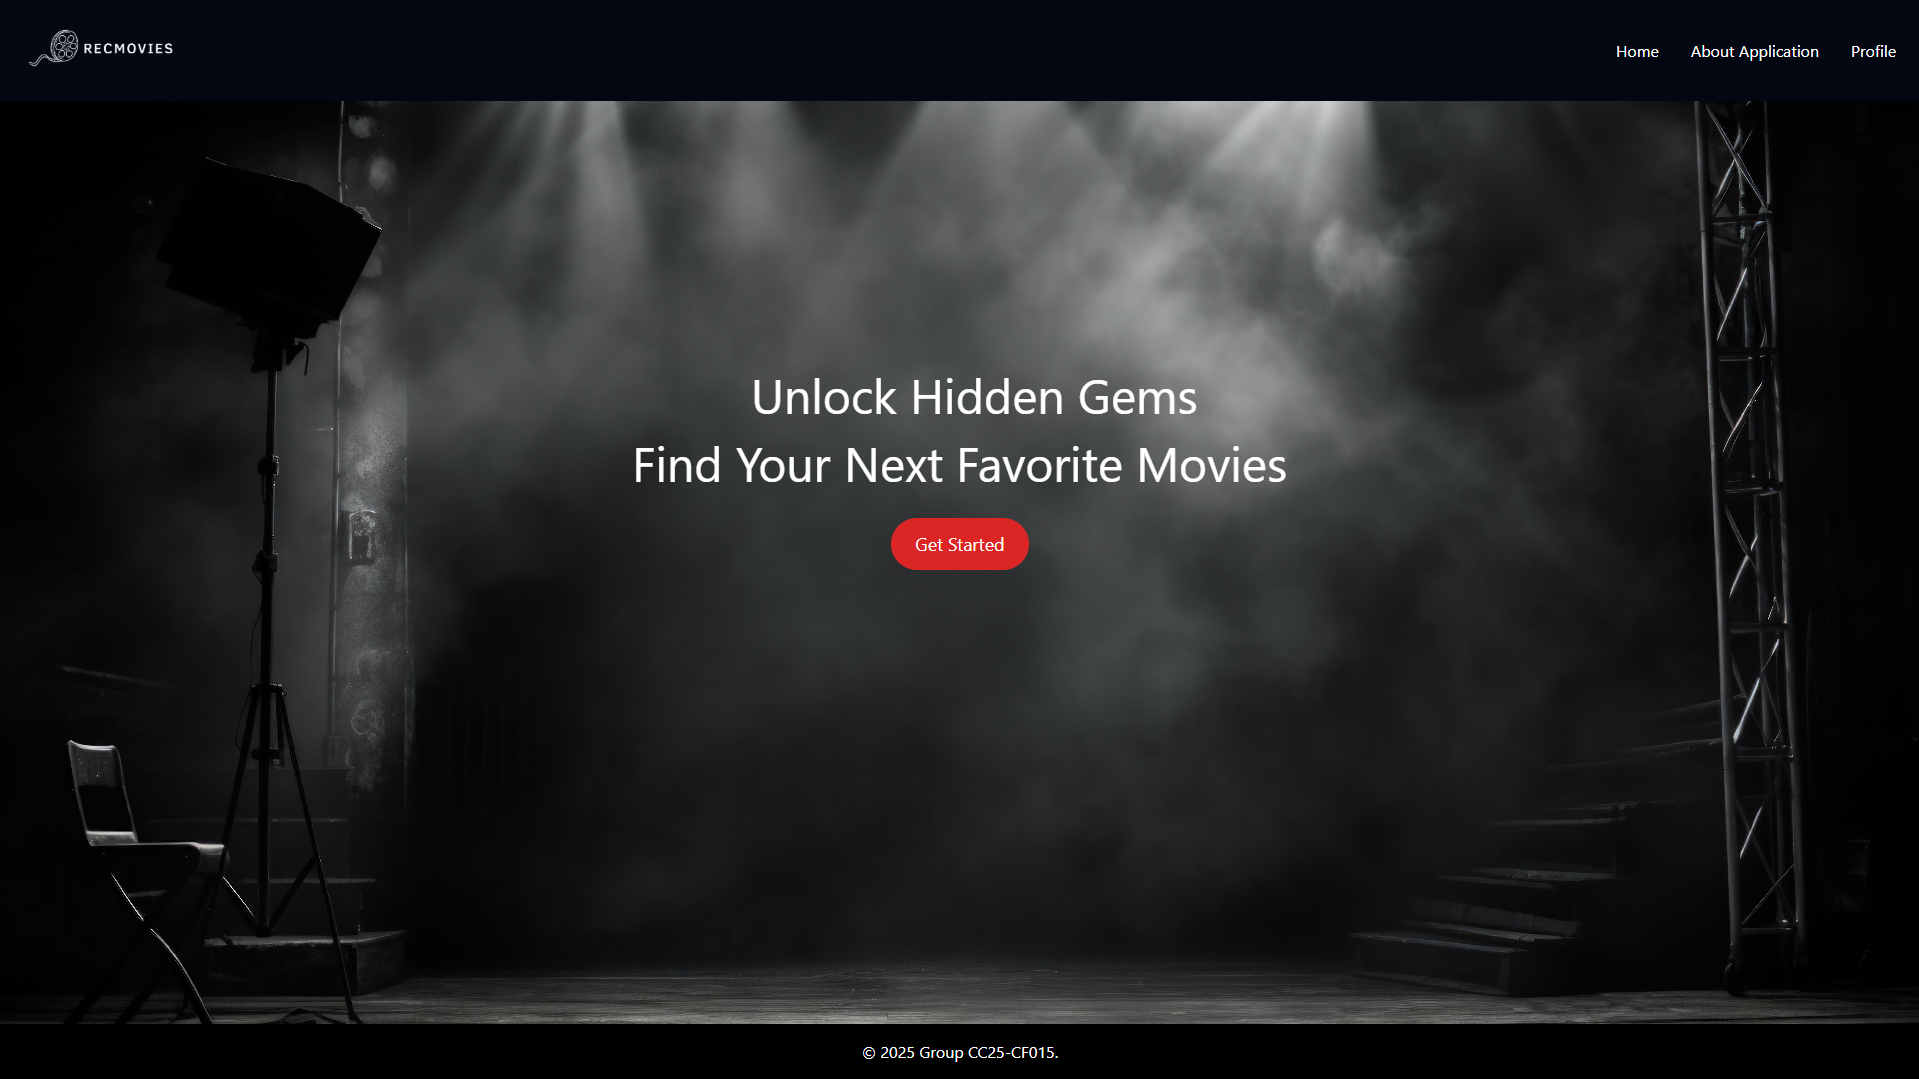 RECMOVIES
Home
About Application
Profile
Unlock Hidden Gems
Find Your Next Favorite Movies
Get Started
© 2025 Group CC25-CF015.